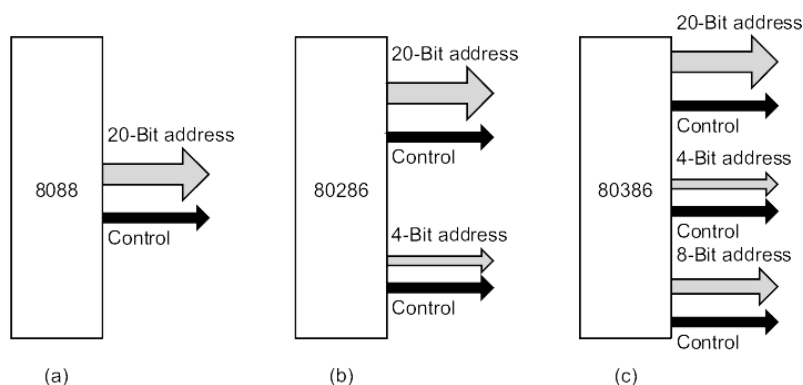 8088
20-Bit address
Control
(a)
80286
20-Bit address
Control
4-Bit address
Control
(b)
80386
20-Bit address
Control
4-Bit address
Control
8-Bit address
Control
(c)